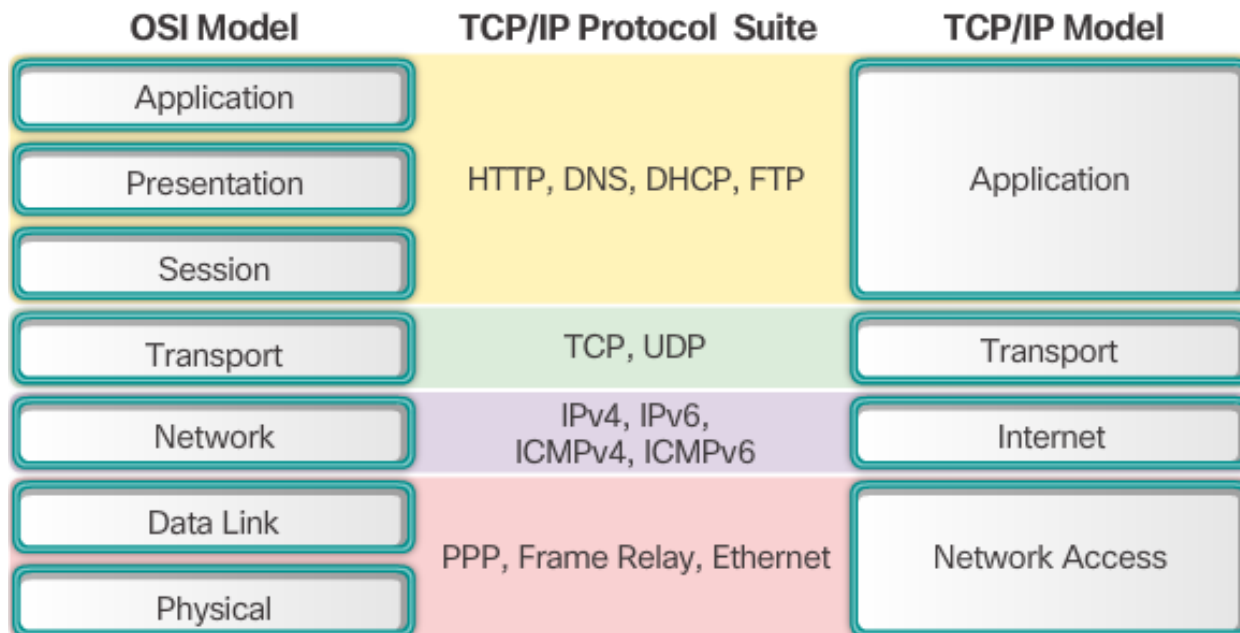 OSI Model
TCP/IP Protocol Suite
TCP/IP Model
Application
Presentation
Session
HTTP, DNS, DHCP, FTP
Application
Transport
TCP, UDP
Transport
Network
IPv4, IPv6,
ICMPv4, ICMPv6
Internet
Data Link
Physical
PPP, Frame Relay, Ethernet
Network Access